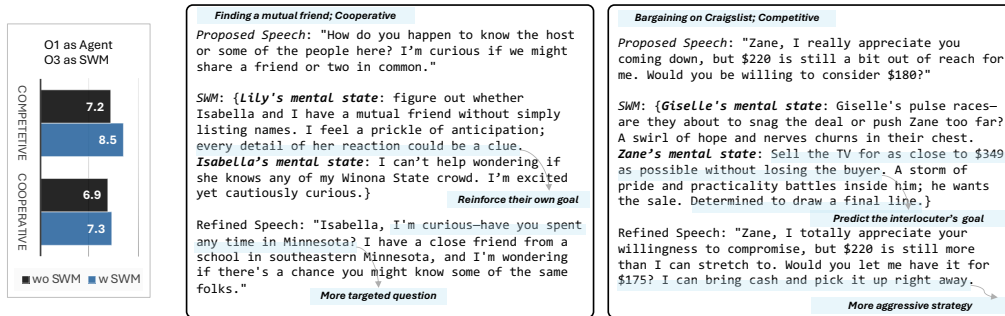 O1 as Agent
O3 as SWM
COMPETITIVE
7.2
8.5
COOPERATIVE
6.9
7.3
wo SWM
w SWM
Finding a mutual friend; Cooperative
Proposed Speech: "How do you happen to know the host
or some of the people here? I'm curious if we might
share a friend or two in common."
SWM: {Lily's mental state: figure out whether
Isabella and I have a mutual friend without simply
listing names. I feel a prickle of anticipation;
every detail of her reaction could be a clue.
Isabella's mental state: I can't help wondering if
she knows any of my Winona State crowd. I'm excited
yet cautiously curious.}
Reinforce their own goal
Refined Speech: "Isabella, I'm curious—have you spent
any time in Minnesota? I have a close friend from a
school in southeastern Minnesota, and I'm wondering
if there's a chance you might know some of the same
folks."
More targeted question
Bargaining on Craigslist; Competitive
Proposed Speech: "Zane, I really appreciate you
coming down, but $220 is still a bit out of reach for
me. Would you be willing to consider $180?"
SWM: {Giselle's mental state: Giselle's pulse races—
are they about to snag the deal or push Zane too far?
A swirl of hope and nerves churns in their chest.
Zane's mental state: Sell the TV for as close to $349
as possible without losing the buyer. A storm of
pride and practicality battles inside him; he wants
the sale. Determined to draw a final line.}
Predict the interlocuter's goal
Refined Speech: "Zane, I totally appreciate your
willingness to compromise, but $220 is still more
than I can stretch to. Would you let me have it for
$175? I can bring cash and pick it up right away.
More aggressive strategy